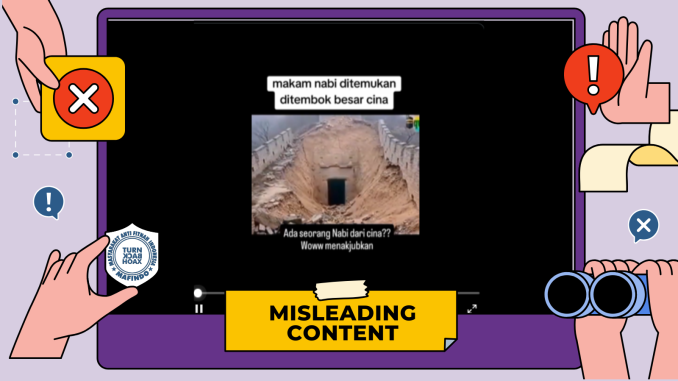 makam nabi ditemukan
ditembok besar cina
Ada seorang Nabi dari cina??
Woww menakjubkan
MASYARAKAT ANTI FITNAH INDONESIA
TURN
BACK
HOAX
MAFINDO
MISLEADING
CONTENT